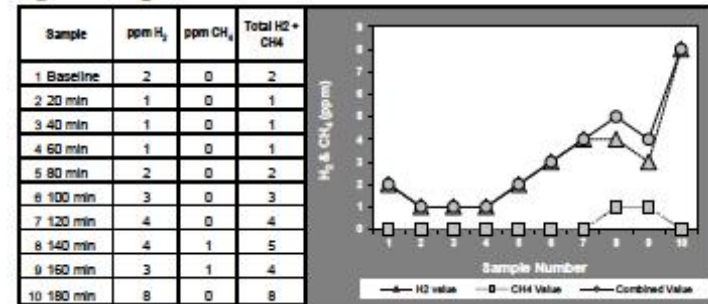 Sample ppm H₂ ppm CH₄ Total H2 + CH4
1 Baseline 2 0 2
2 20 min 1 0 1
3 40 min 1 0 1
4 60 min 1 0 1
5 80 min 2 0 2
6 100 min 3 0 3
7 120 min 4 0 4
8 140 min 4 1 5
9 160 min 3 1 4
10 180 min 8 0 8
H₂ & CH₄ (ppm)
9
8
7
6
5
4
3
2
1
0
1 2 3 4 5 6 7 8 9 10
Sample Number
H2 value CH4 Value Combined Value